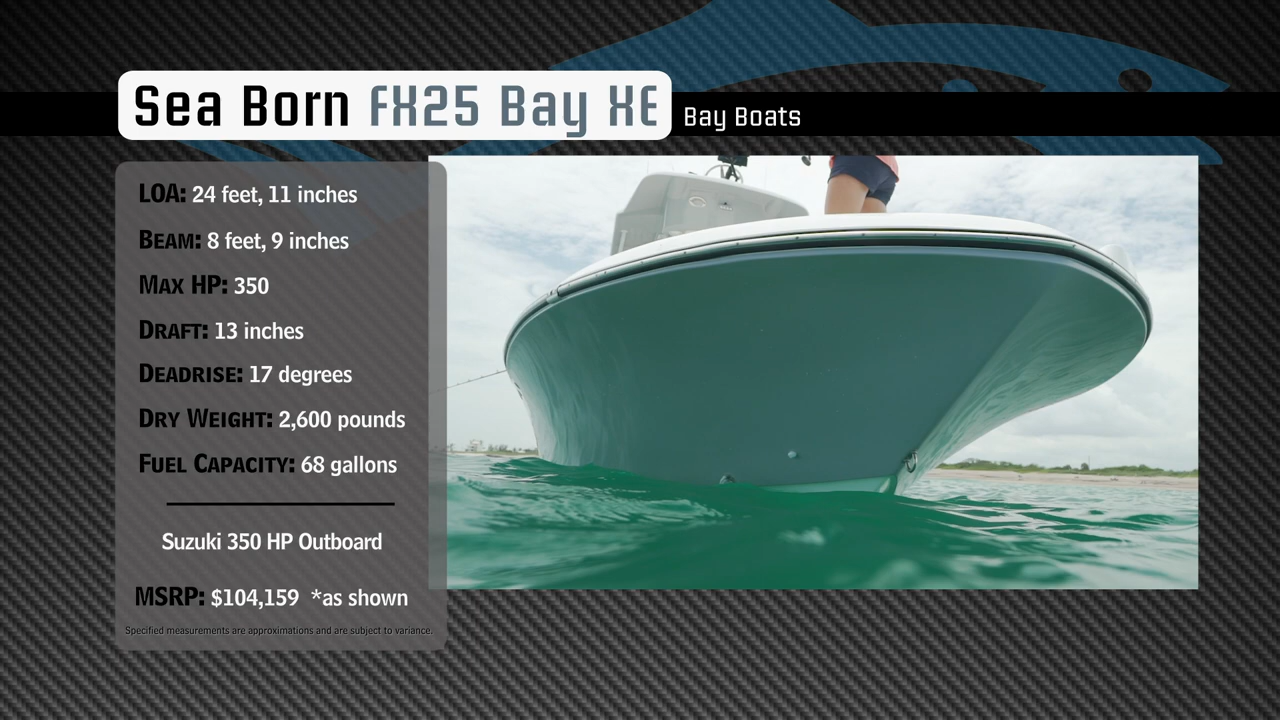 Sea Born FX25 Bay XE Bay Boats
LOA: 24 feet, 11 inches
BEAM: 8 feet, 9 inches
MAX HP: 350
DRAFT: 13 inches
DEADRISE: 17 degrees
DRY WEIGHT: 2,600 pounds
FUEL CAPACITY: 68 gallons
Suzuki 350 HP Outboard
MSRP: $104,159 *as shown
Specified measurements are approximations and are subject to variance.